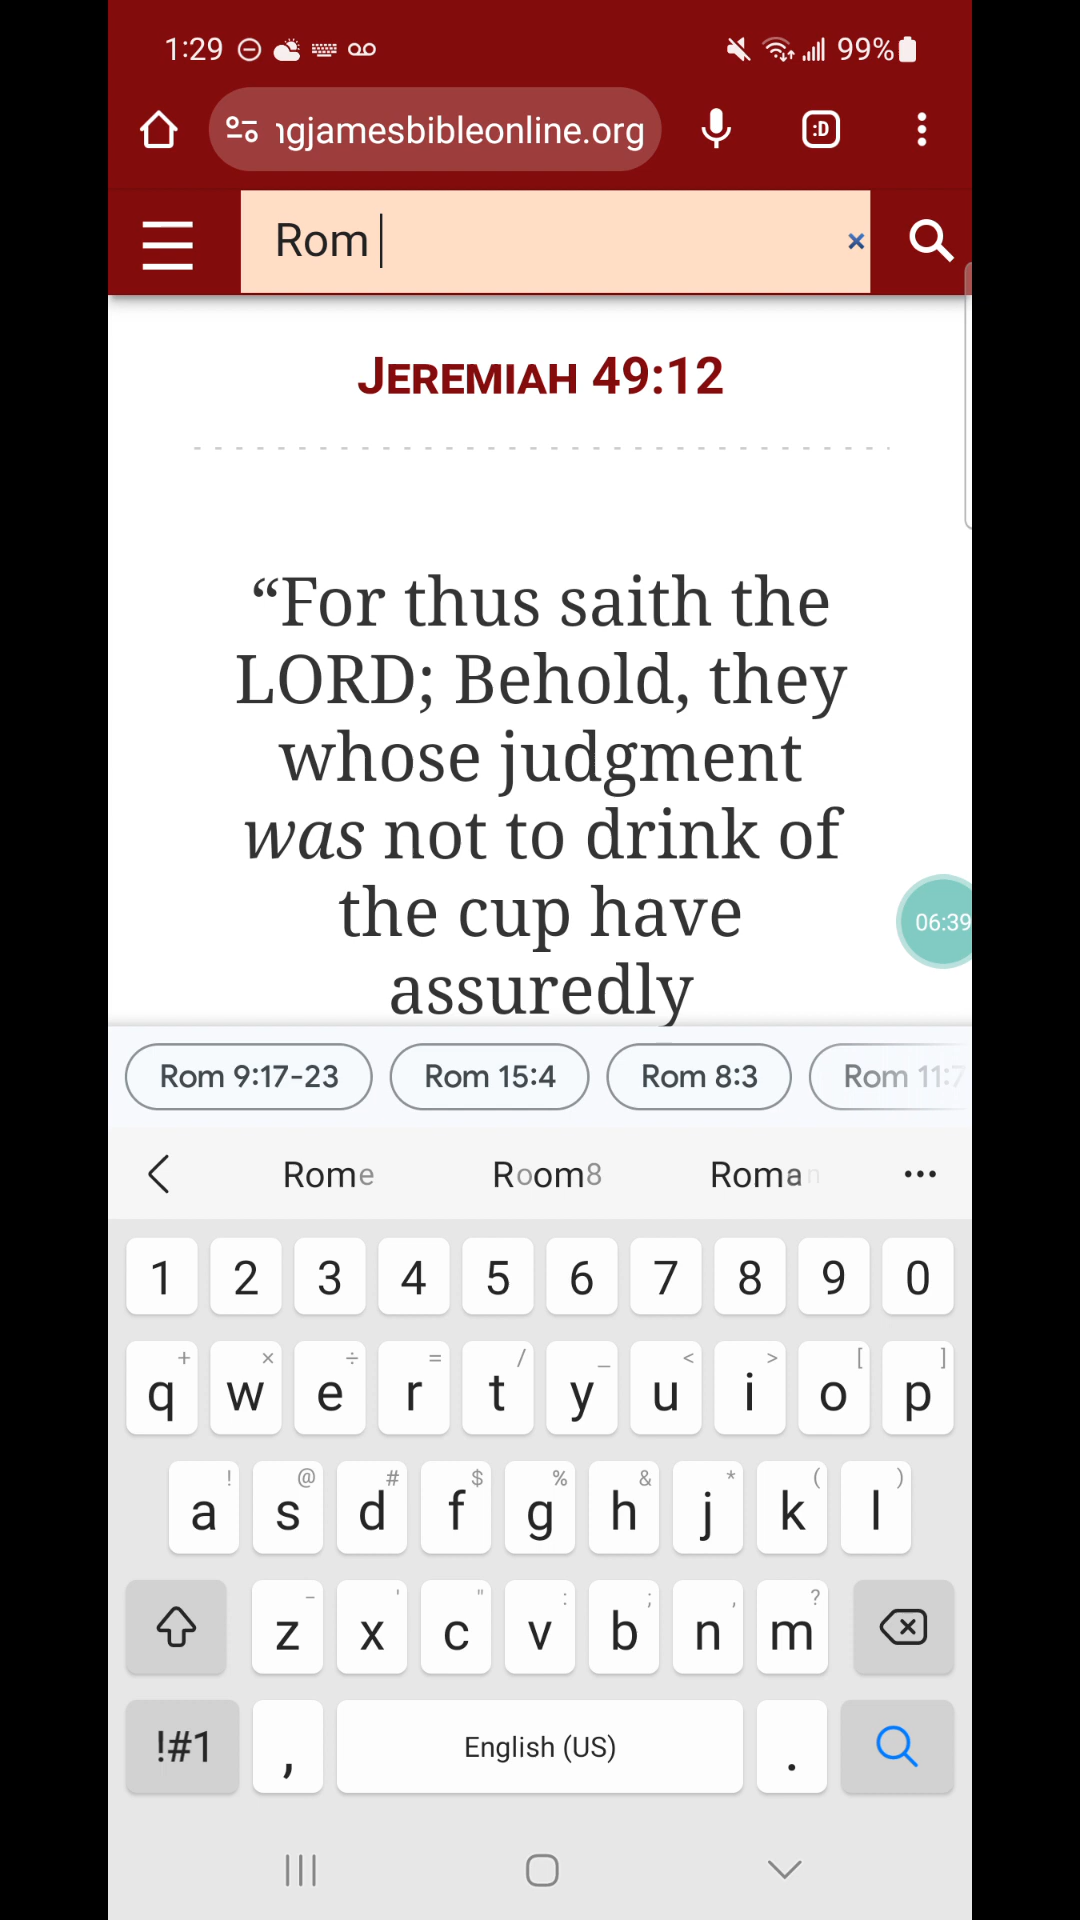 1:29 99%
ngjamesbibleonline.org :D
Rom ×
JEREMIAH 49:12
“For thus saith the
LORD; Behold, they
whose judgment
was not to drink of
the cup have
assuredly
06:39
Rom 9:17-23 Rom 15:4 Rom 8:3 Rom 11:7
Rome Room8 Roman ...
1 2 3 4 5 6 7 8 9 0
+ × ÷ = / _ < > [ ]
q w e r t y u i o p
! @ # $ % & * ( )
a s d f g h j k l
- ' " : ; , ?
z x c v b n m
!#1 , English (US) .